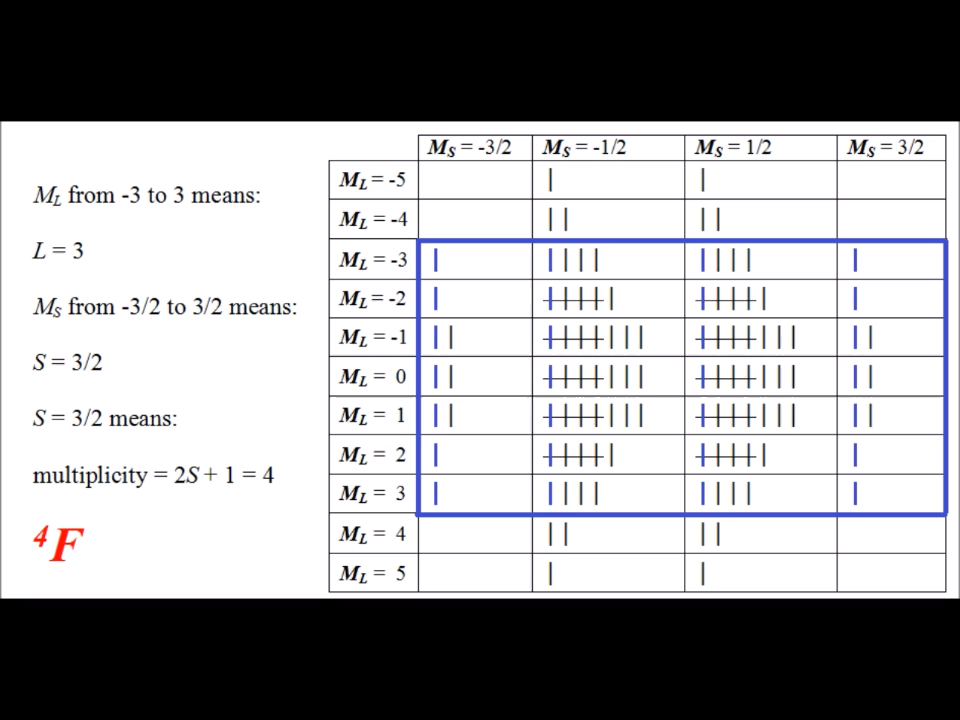 M_L from -3 to 3 means:
L = 3
M_S from -3/2 to 3/2 means:
S = 3/2
S = 3/2 means:
multiplicity = 2S + 1 = 4
⁴F
M_S = -3/2 M_S = -1/2 M_S = 1/2 M_S = 3/2
M_L = -5 | |
M_L = -4 || ||
M_L = -3 | |||| |||| |
M_L = -2 | 𝍸| 𝍸| |
M_L = -1 || 𝍸||| 𝍸||| ||
M_L = 0 || 𝍸||| 𝍸||| ||
M_L = 1 || 𝍸||| 𝍸||| ||
M_L = 2 | 𝍸| 𝍸| |
M_L = 3 | |||| |||| |
M_L = 4 || ||
M_L = 5 | |